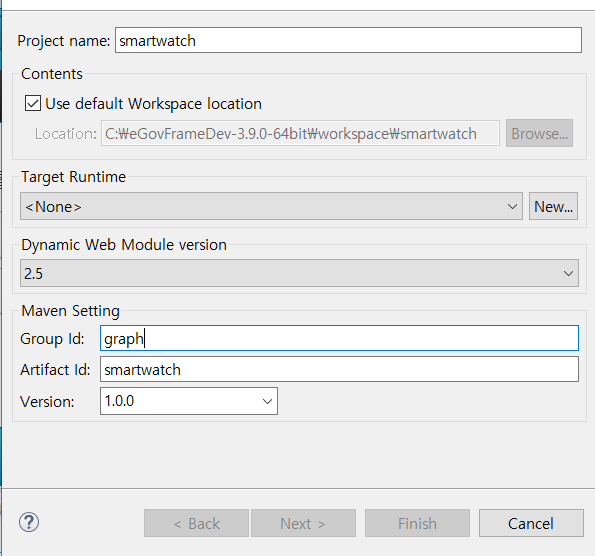 Project name: smartwatch
Contents
Use default Workspace location
Location: C:₩eGovFrameDev-3.9.0-64bit₩workspace₩smartwatch Browse...
Target Runtime
<None> New...
Dynamic Web Module version
2.5
Maven Setting
Group Id: graph
Artifact Id: smartwatch
Version: 1.0.0
? < Back Next > Finish Cancel